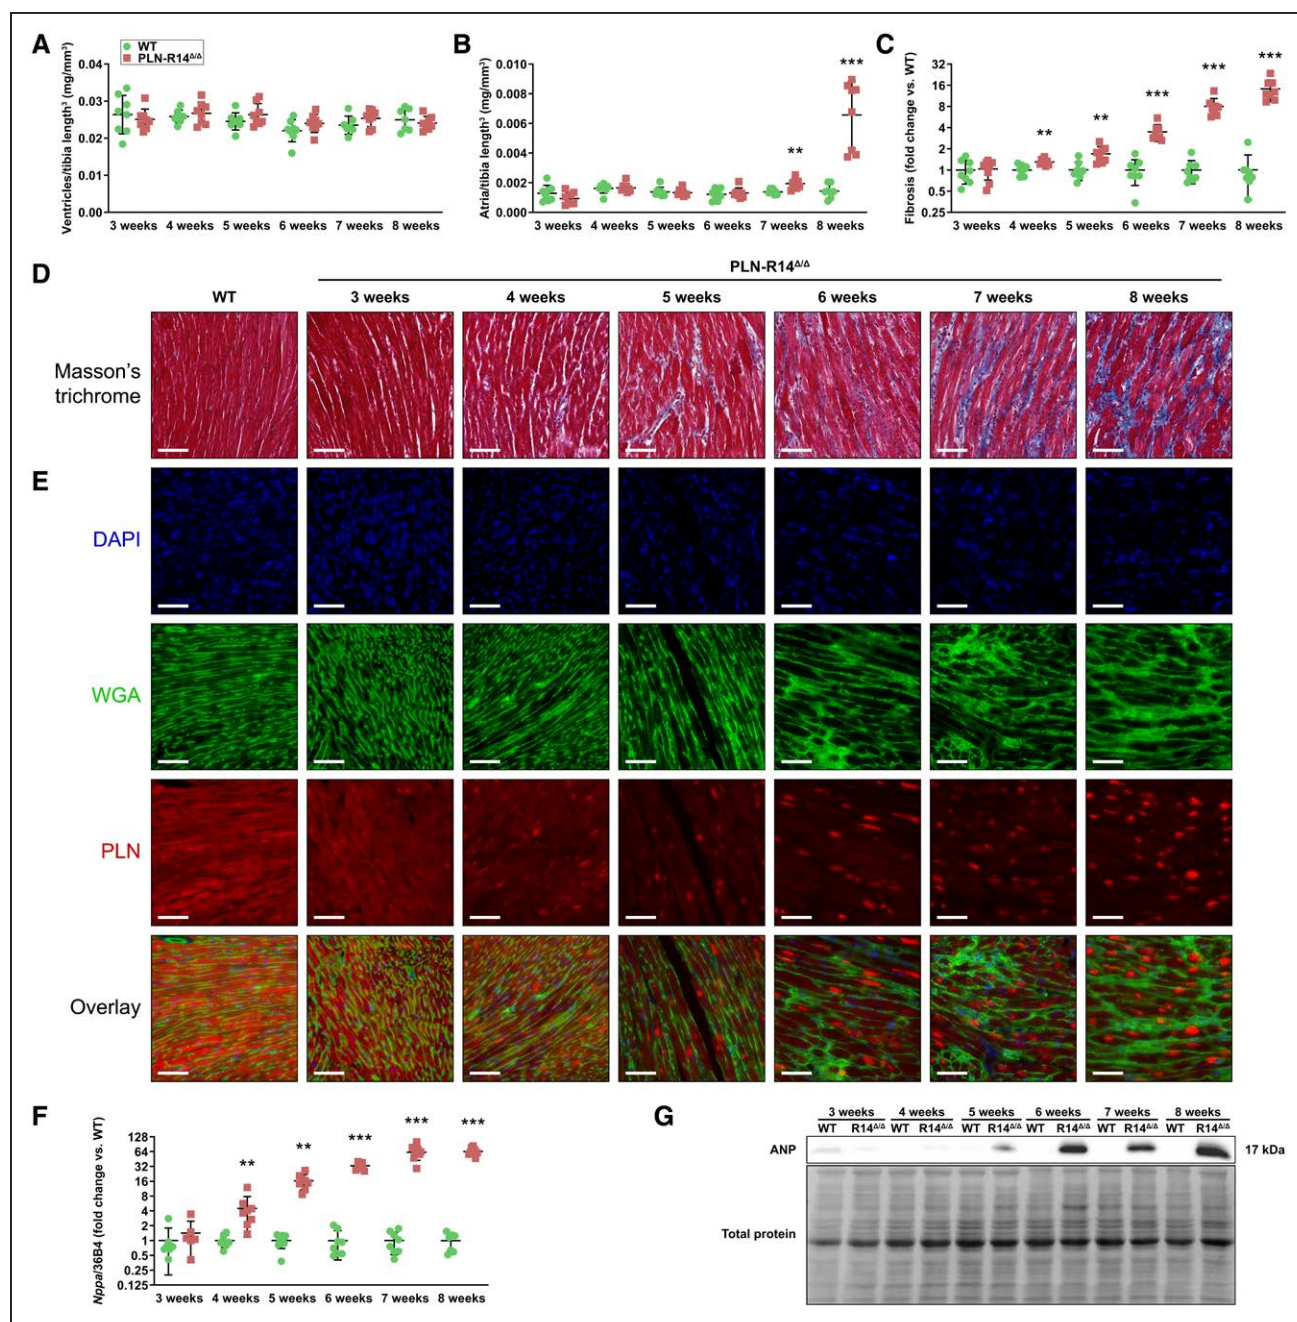 A
WT
PLN-R14Δ/Δ
Ventricles/tibia length³ (mg/mm³)
0.04
0.03
0.02
0.01
0.00
3 weeks 4 weeks 5 weeks 6 weeks 7 weeks 8 weeks
B
Atria/tibia length³ (mg/mm³)
0.010
0.008
0.006
0.004
0.002
0.000
** ***
3 weeks 4 weeks 5 weeks 6 weeks 7 weeks 8 weeks
C
Fibrosis (fold change vs. WT)
32
16
8
4
2
1
0.5
0.25
** ** *** *** ***
3 weeks 4 weeks 5 weeks 6 weeks 7 weeks 8 weeks
D
PLN-R14Δ/Δ
WT 3 weeks 4 weeks 5 weeks 6 weeks 7 weeks 8 weeks
Masson's
trichrome
E
DAPI
WGA
PLN
Overlay
F
Nppa/36B4 (fold change vs. WT)
128
64
32
16
8
4
2
1
0.5
0.25
0.125
** ** *** *** ***
3 weeks 4 weeks 5 weeks 6 weeks 7 weeks 8 weeks
G
3 weeks 4 weeks 5 weeks 6 weeks 7 weeks 8 weeks
WT R14Δ/Δ WT R14Δ/Δ WT R14Δ/Δ WT R14Δ/Δ WT R14Δ/Δ WT R14Δ/Δ
ANP 17 kDa
Total protein